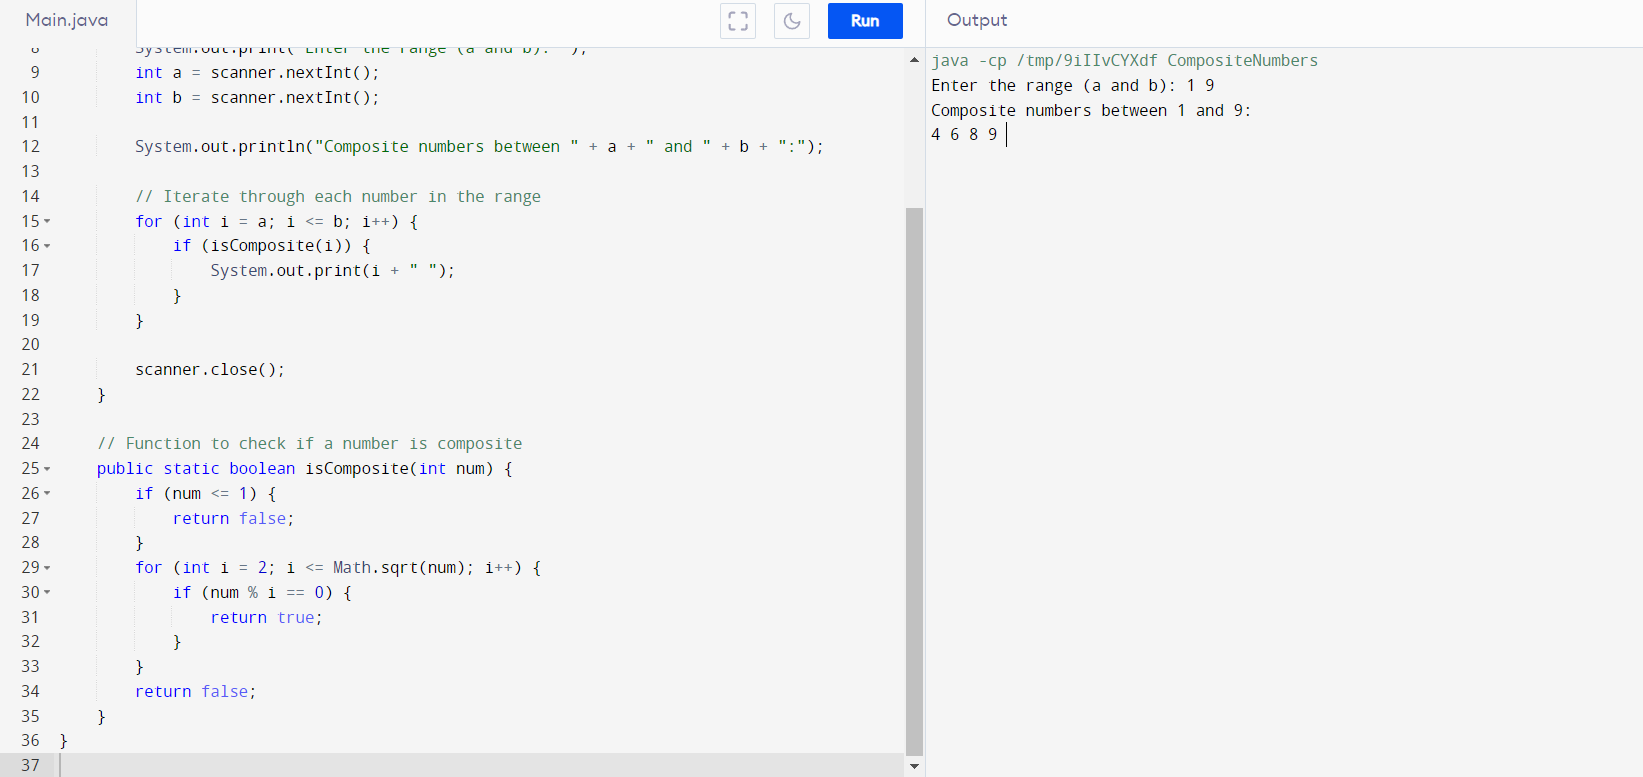 Main.java
Run
Output
8 System.out.print("Enter the range (a and b): ");
9 int a = scanner.nextInt();
10 int b = scanner.nextInt();
11
12 System.out.println("Composite numbers between " + a + " and " + b + ":");
13
14 // Iterate through each number in the range
15 for (int i = a; i <= b; i++) {
16 if (isComposite(i)) {
17 System.out.print(i + " ");
18 }
19 }
20
21 scanner.close();
22 }
23
24 // Function to check if a number is composite
25 public static boolean isComposite(int num) {
26 if (num <= 1) {
27 return false;
28 }
29 for (int i = 2; i <= Math.sqrt(num); i++) {
30 if (num % i == 0) {
31 return true;
32 }
33 }
34 return false;
35 }
36 }
37
java -cp /tmp/9iIIvCYXdf CompositeNumbers
Enter the range (a and b): 1 9
Composite numbers between 1 and 9:
4 6 8 9